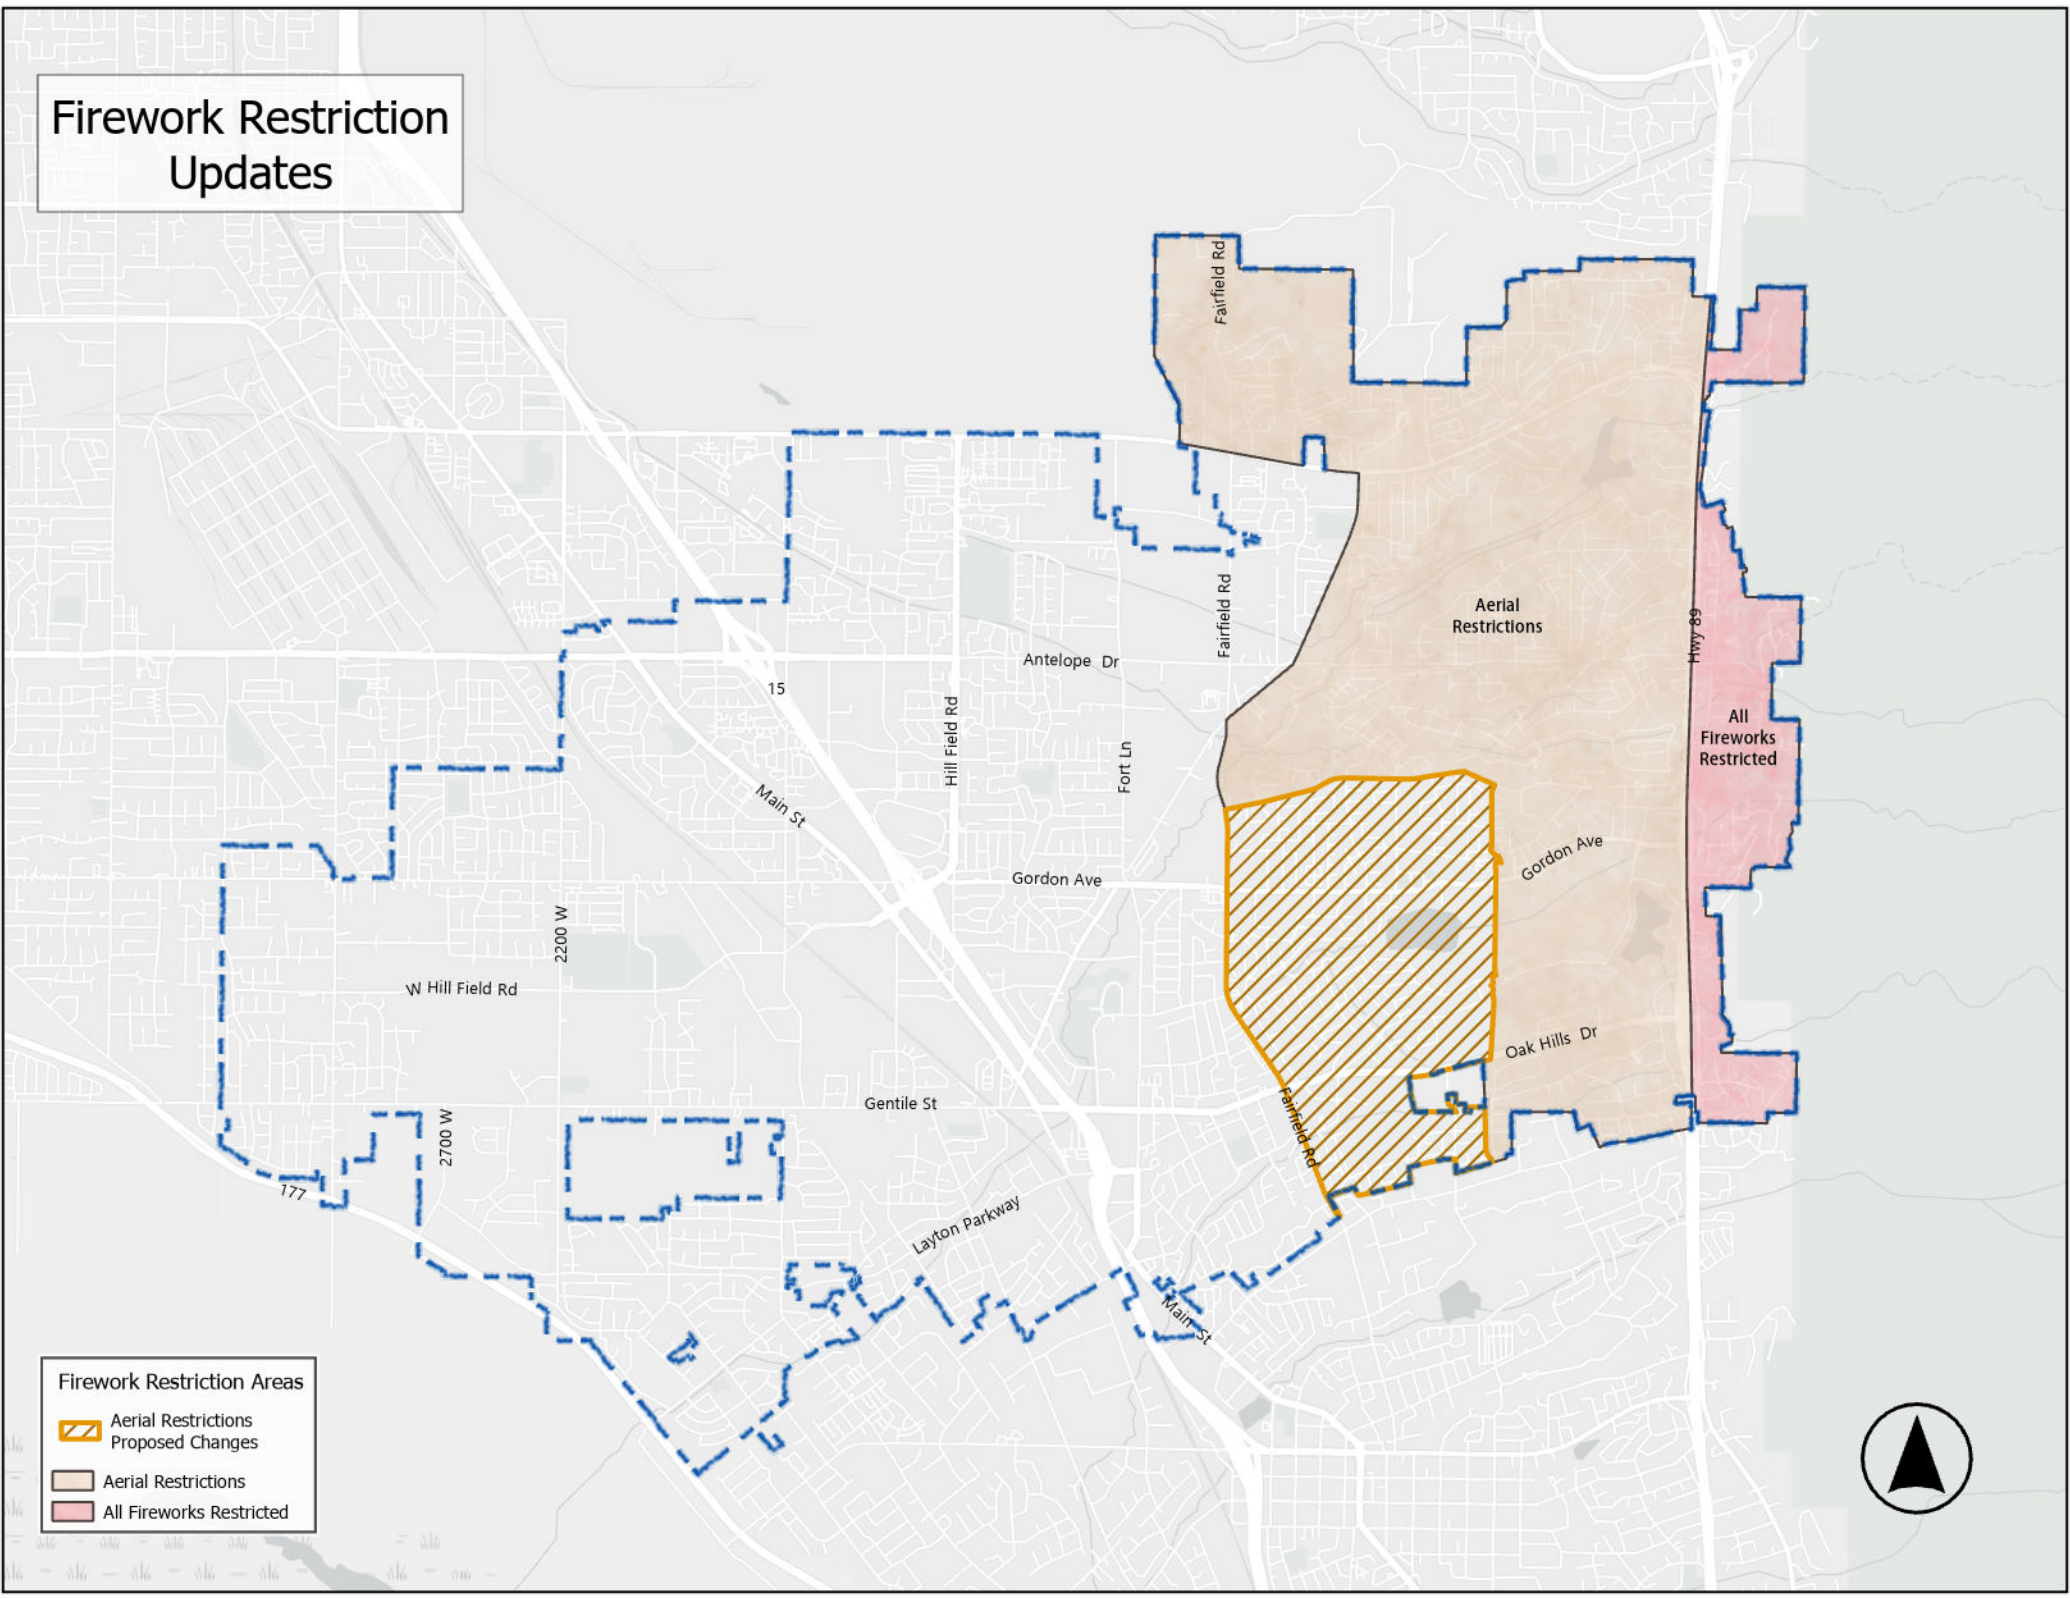 Firework Restriction
Updates
Fairfield Rd
Aerial
Restrictions
Hwy 89
Fairfield Rd
Antelope Dr
15
Hill Field Rd
All
Fireworks
Restricted
Fort Ln
Main St
Gordon Ave
Gordon Ave
2200 W
W Hill Field Rd
Oak Hills Dr
Gentile St
Fairfield Rd
2700 W
177
Layton Parkway
Main St
Firework Restriction Areas
Aerial Restrictions
Proposed Changes
Aerial Restrictions
All Fireworks Restricted